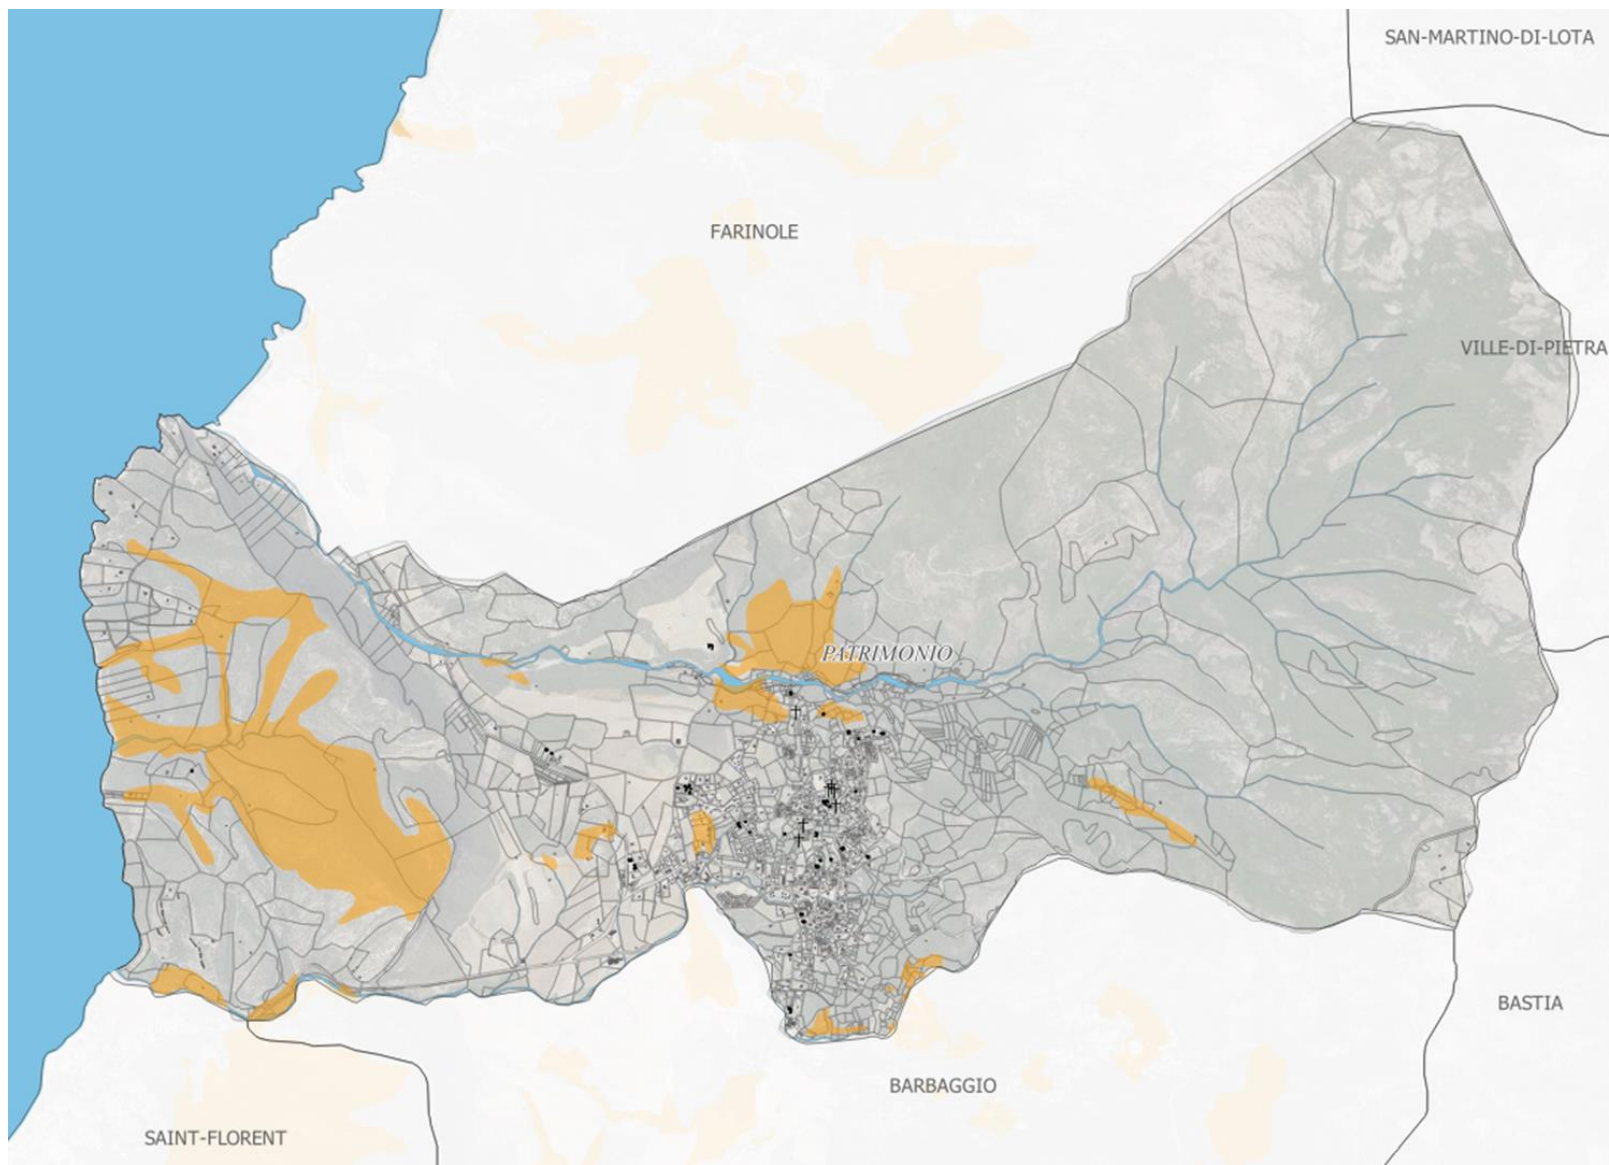 SAN-MARTINO-DI-LOTA
FARINOLE
VILLE-DI-PIETRA
PATRIMONIO
BASTIA
BARBAGGIO
SAINT-FLORENT